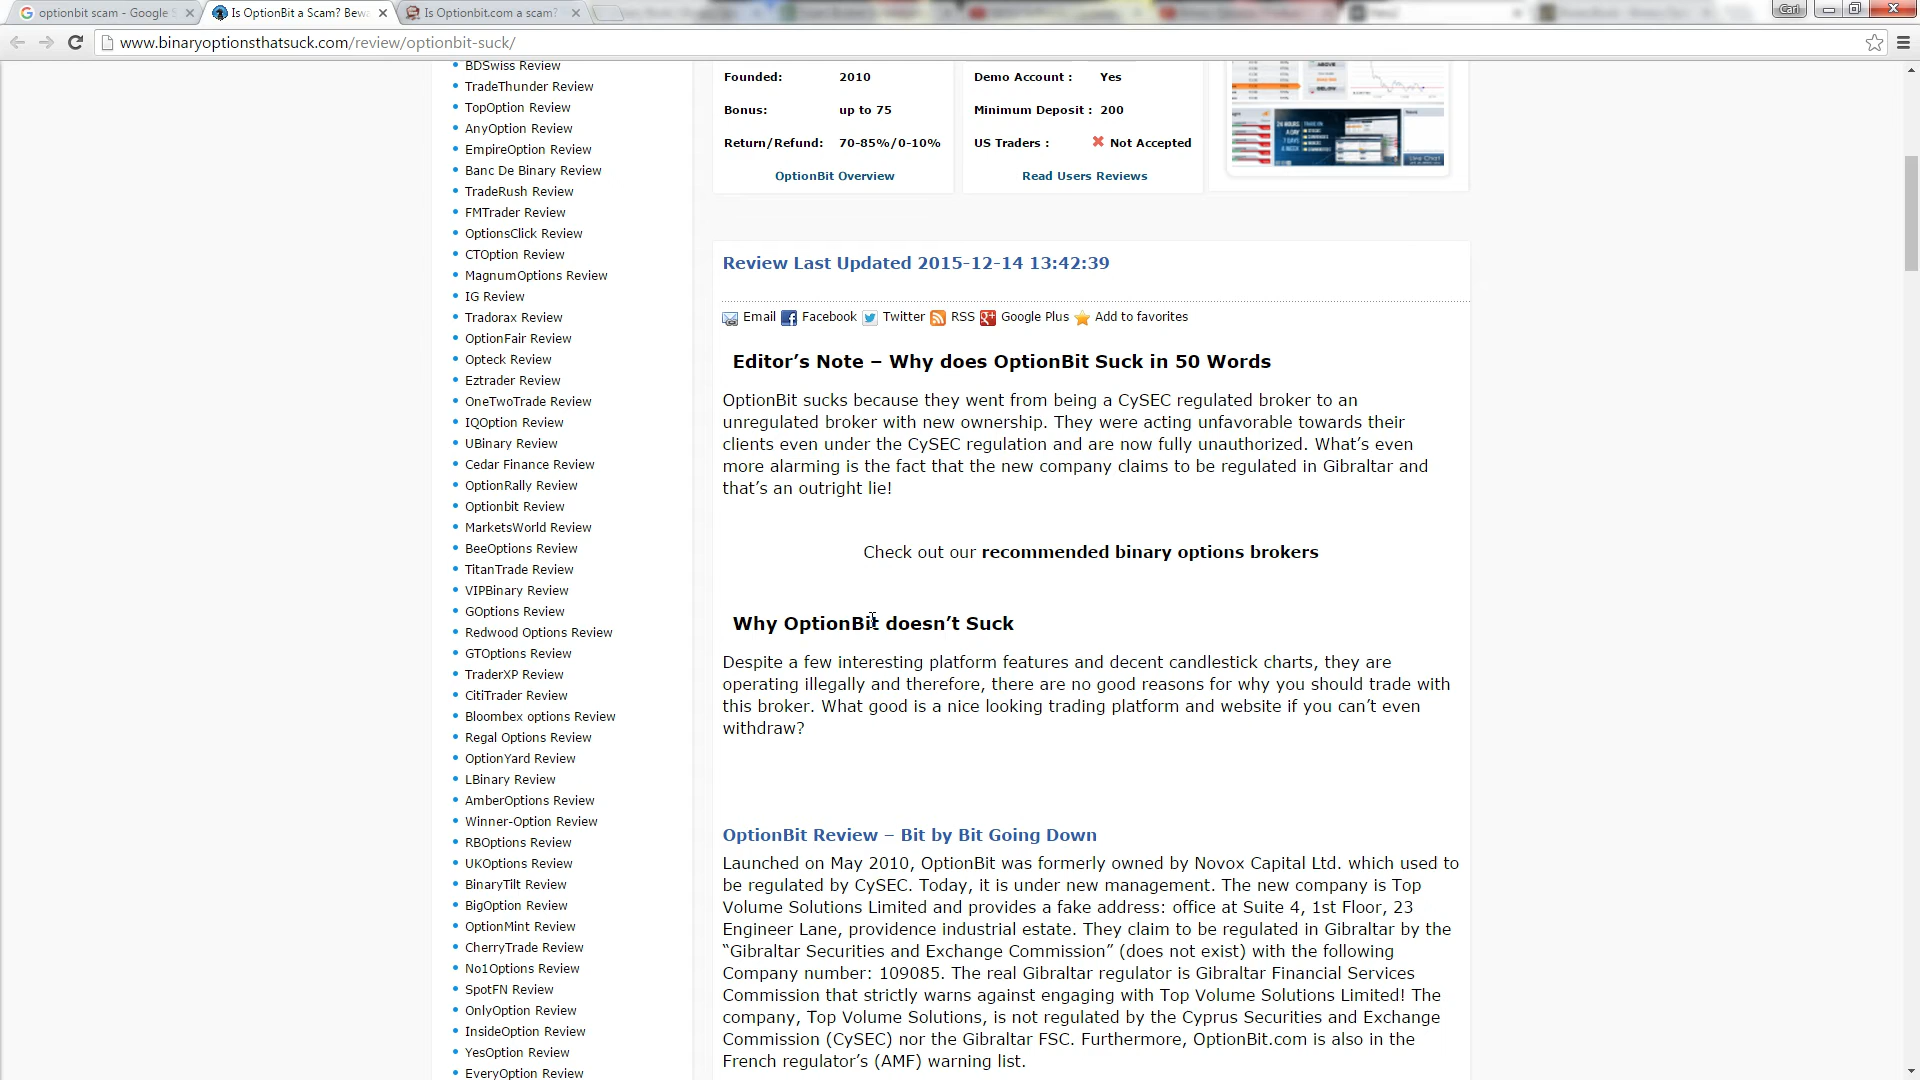 optionbit scam - Google S
Is OptionBit a Scam? Bewa
Is Optionbit.com a scam?
Carl
www.binaryoptionsthatsuck.com/review/optionbit-suck/
BDSwiss Review
TradeThunder Review
TopOption Review
AnyOption Review
EmpireOption Review
Banc De Binary Review
TradeRush Review
FMTrader Review
OptionsClick Review
CTOption Review
MagnumOptions Review
IG Review
Tradorax Review
OptionFair Review
Opteck Review
Eztrader Review
OneTwoTrade Review
IQOption Review
UBinary Review
Cedar Finance Review
OptionRally Review
Optionbit Review
MarketsWorld Review
BeeOptions Review
TitanTrade Review
VIPBinary Review
GOptions Review
Redwood Options Review
GTOptions Review
TraderXP Review
CitiTrader Review
Bloombex options Review
Regal Options Review
OptionYard Review
LBinary Review
AmberOptions Review
Winner-Option Review
RBOptions Review
UKOptions Review
BinaryTilt Review
BigOption Review
OptionMint Review
CherryTrade Review
No1Options Review
SpotFN Review
OnlyOption Review
InsideOption Review
YesOption Review
EveryOption Review
Founded: 2010
Bonus: up to 75
Return/Refund: 70-85%/0-10%
OptionBit Overview
Demo Account : Yes
Minimum Deposit : 200
US Traders : Not Accepted
Read Users Reviews
ABOVE
BELOW
24 HOURS
A DAY
7 DAYS
A WEEK
Live Chat
Review Last Updated 2015-12-14 13:42:39
Email Facebook Twitter RSS Google Plus Add to favorites
Editor’s Note – Why does OptionBit Suck in 50 Words
OptionBit sucks because they went from being a CySEC regulated broker to an
unregulated broker with new ownership. They were acting unfavorable towards their
clients even under the CySEC regulation and are now fully unauthorized. What’s even
more alarming is the fact that the new company claims to be regulated in Gibraltar and
that’s an outright lie!
Check out our recommended binary options brokers
Why OptionBit doesn’t Suck
Despite a few interesting platform features and decent candlestick charts, they are
operating illegally and therefore, there are no good reasons for why you should trade with
this broker. What good is a nice looking trading platform and website if you can’t even
withdraw?
OptionBit Review – Bit by Bit Going Down
Launched on May 2010, OptionBit was formerly owned by Novox Capital Ltd. which used to
be regulated by CySEC. Today, it is under new management. The new company is Top
Volume Solutions Limited and provides a fake address: office at Suite 4, 1st Floor, 23
Engineer Lane, providence industrial estate. They claim to be regulated in Gibraltar by the
“Gibraltar Securities and Exchange Commission” (does not exist) with the following
Company number: 109085. The real Gibraltar regulator is Gibraltar Financial Services
Commission that strictly warns against engaging with Top Volume Solutions Limited! The
company, Top Volume Solutions, is not regulated by the Cyprus Securities and Exchange
Commission (CySEC) nor the Gibraltar FSC. Furthermore, OptionBit.com is also in the
French regulator’s (AMF) warning list.